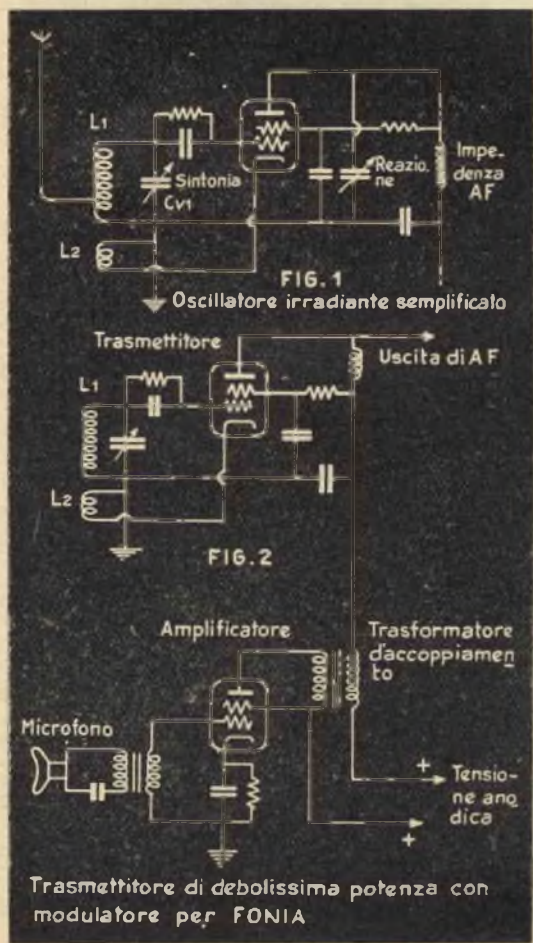 L1
Sintonia
Cv1
Reazio.
ne
Impe-
denza
AF
L2
FIG.1
Oscillatore irradiante semplificato
Trasmettitore
Uscita di AF
L1
L2
FIG.2
Amplificatore
Trasformatore
d'accoppiamen
to
Microfono
+
Tensio-
ne ano
dica
+
Trasmettitore di debolissima potenza con
modulatore per FONIA